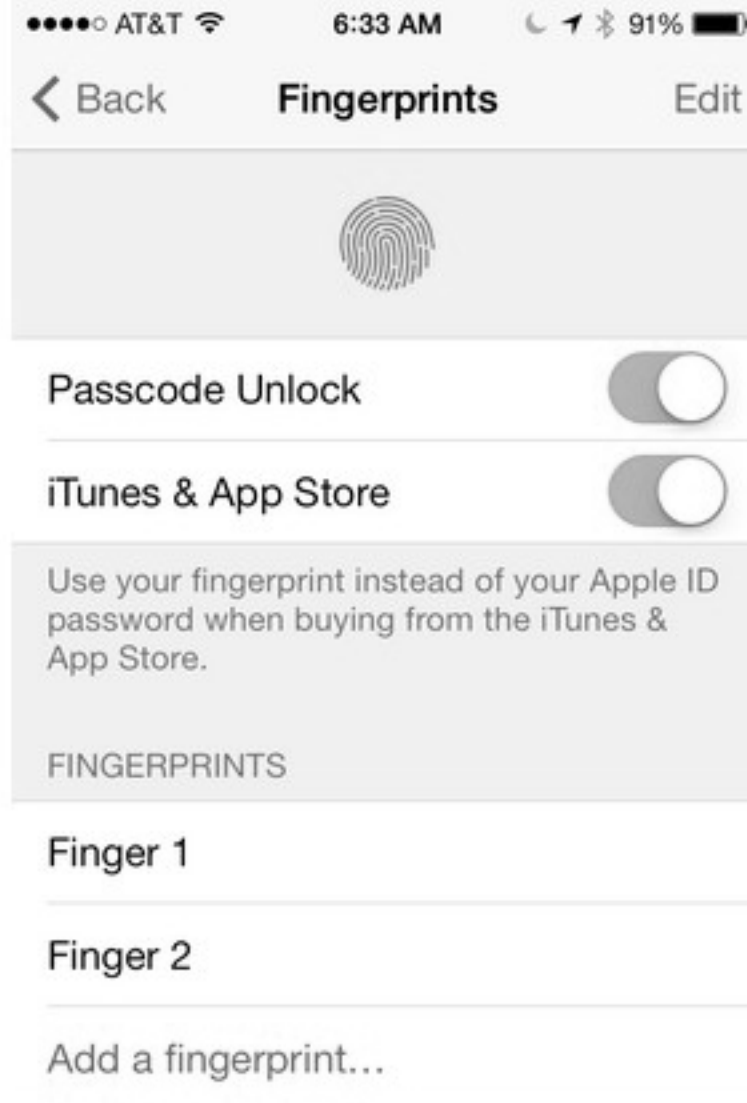 AT&T 6:33 AM 91%
Back Fingerprints Edit
Passcode Unlock
iTunes & App Store
Use your fingerprint instead of your Apple ID
password when buying from the iTunes &
App Store.
FINGERPRINTS
Finger 1
Finger 2
Add a fingerprint...